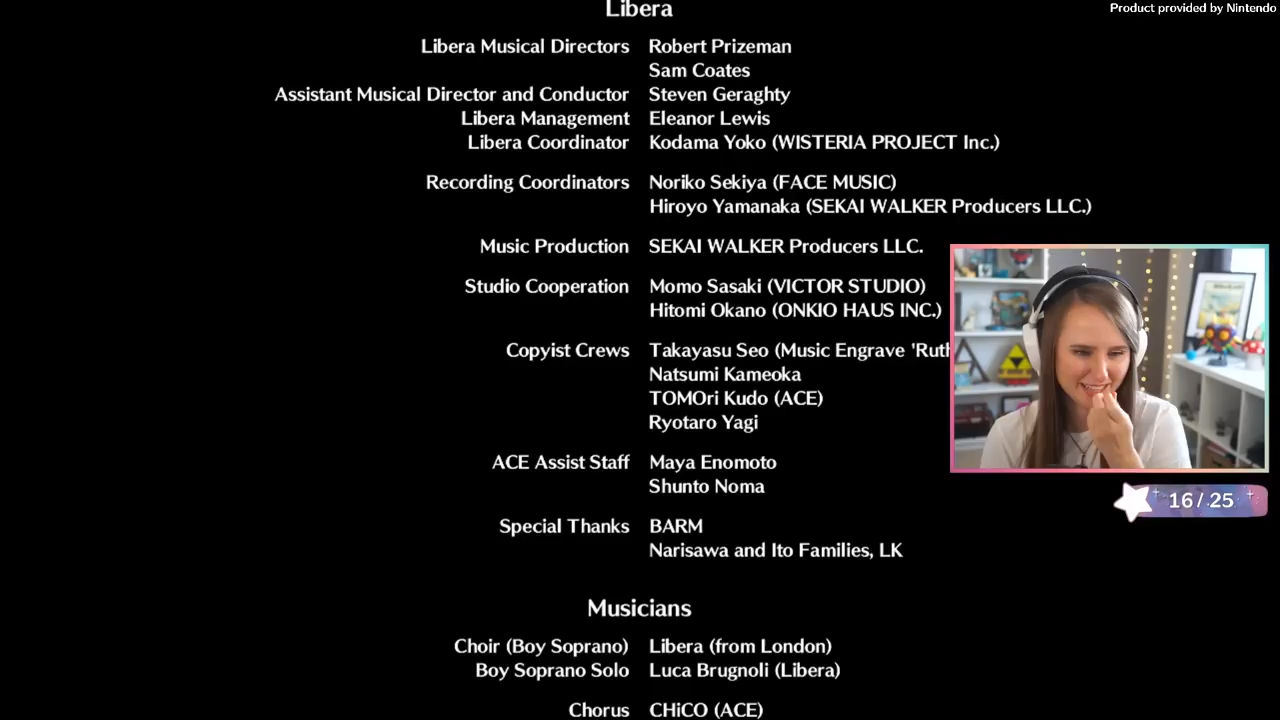 Product provided by Nintendo
Libera
Libera Musical Directors Robert Prizeman
Sam Coates
Assistant Musical Director and Conductor Steven Geraghty
Libera Management Eleanor Lewis
Libera Coordinator Kodama Yoko (WISTERIA PROJECT Inc.)
Recording Coordinators Noriko Sekiya (FACE MUSIC)
Hiroyo Yamanaka (SEKAI WALKER Producers LLC.)
Music Production SEKAI WALKER Producers LLC.
Studio Cooperation Momo Sasaki (VICTOR STUDIO)
Hitomi Okano (ONKIO HAUS INC.)
Copyist Crews Takayasu Seo (Music Engrave 'Ruth
Natsumi Kameoka
TOMOri Kudo (ACE)
Ryotaro Yagi
ACE Assist Staff Maya Enomoto
Shunto Noma
16/25
Special Thanks BARM
Narisawa and Ito Families, LK
Musicians
Choir (Boy Soprano) Libera (from London)
Boy Soprano Solo Luca Brugnoli (Libera)
Chorus CHiCO (ACE)